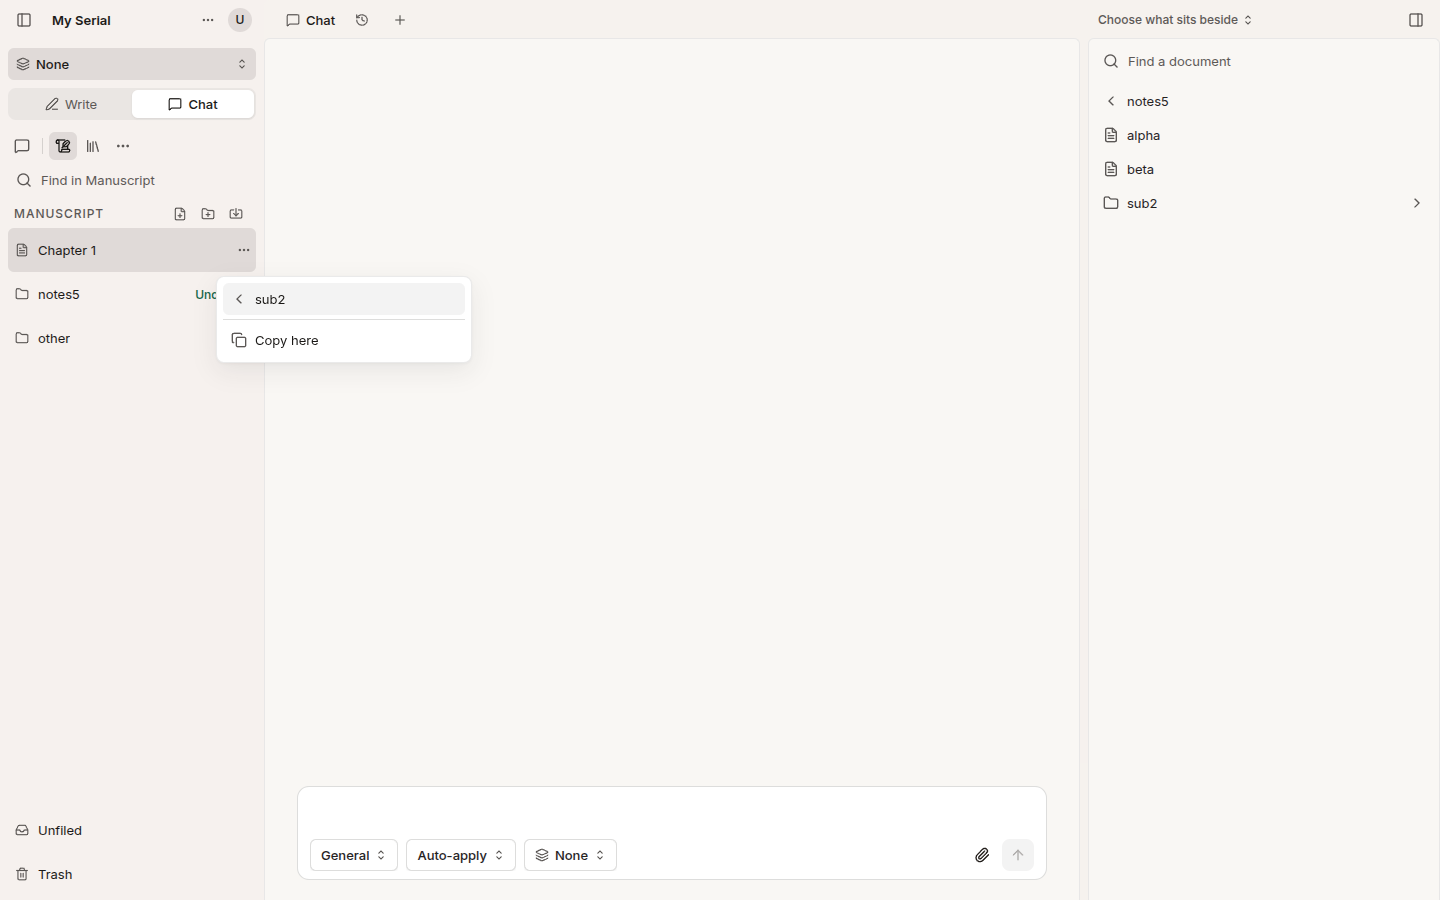 My Serial
U
None
Write
Chat
Find in Manuscript
MANUSCRIPT
Chapter 1
notes5
other
Unfiled
Trash
Chat
sub2
Copy here
General
Auto-apply
None
Choose what sits beside
Find a document
notes5
alpha
beta
sub2